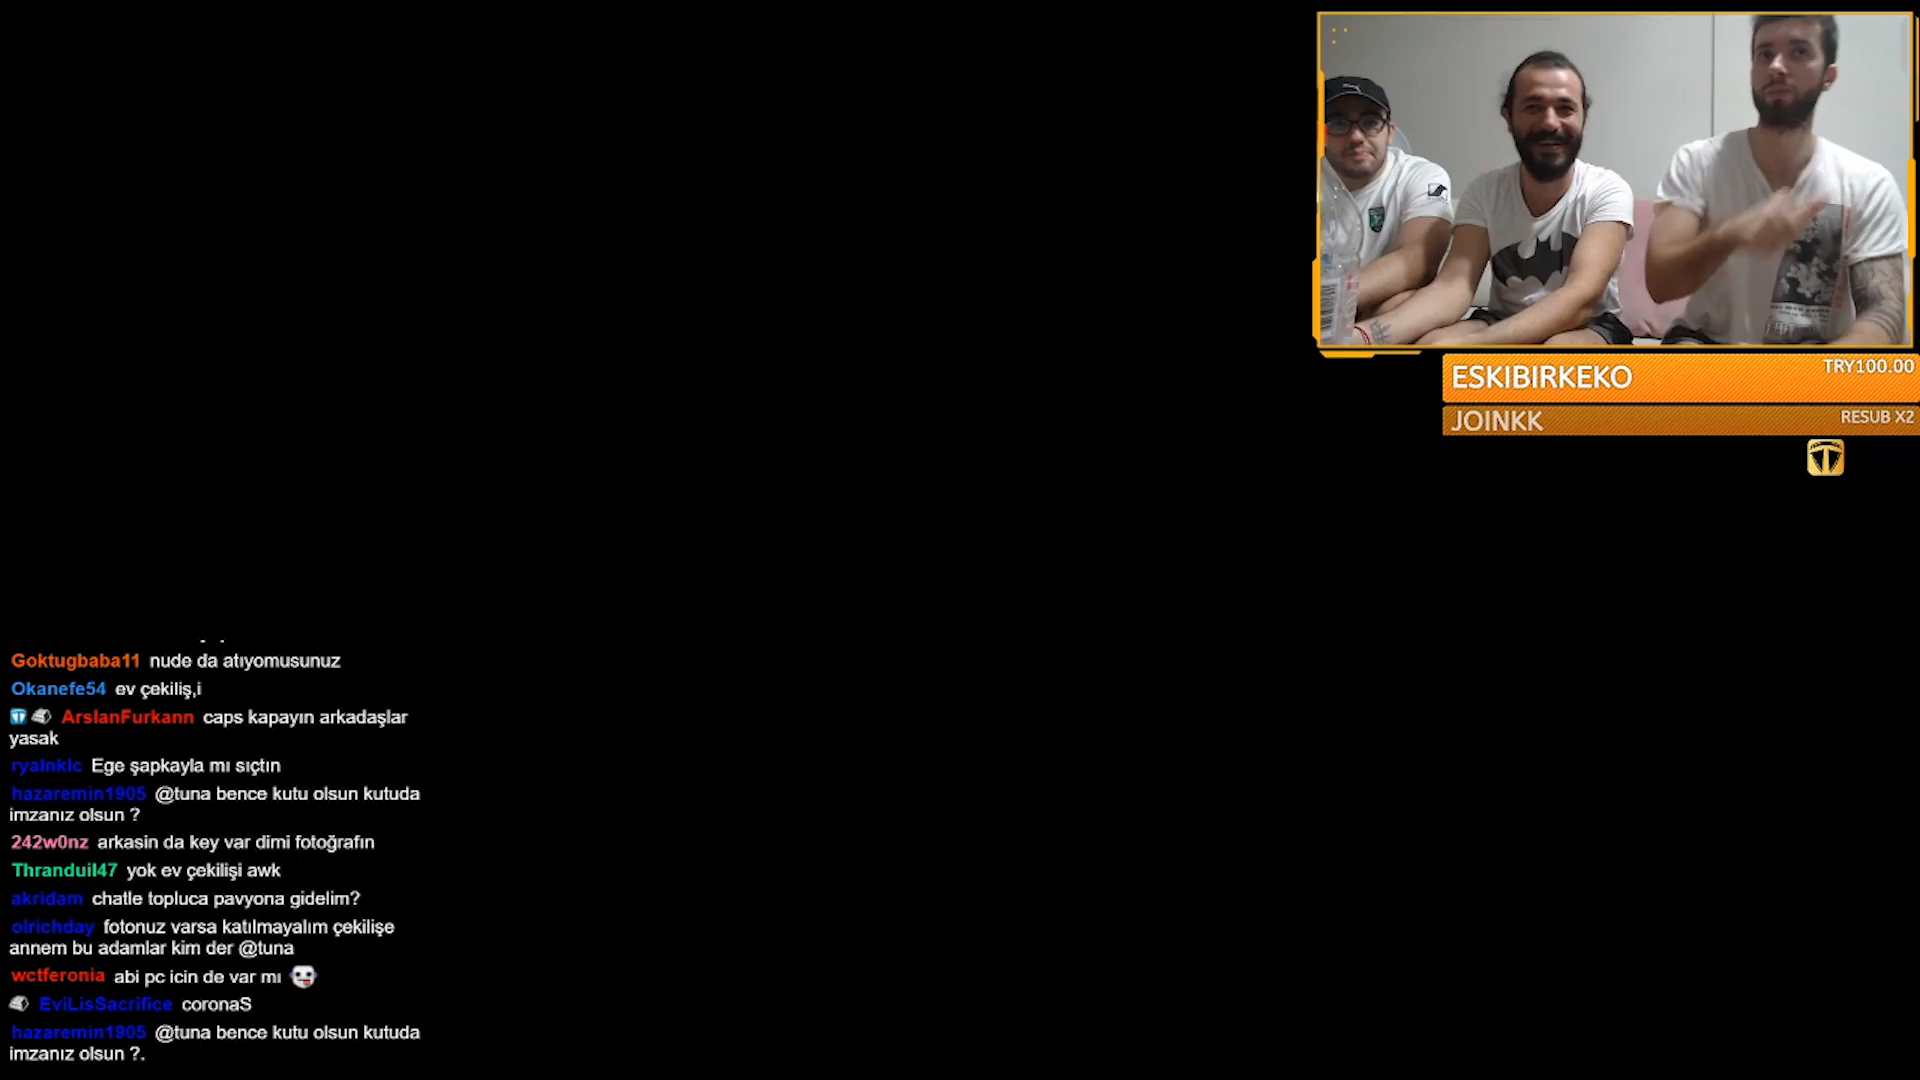 ESKIBIRKEKO
TRY100.00
JOINKK
RESUB X2
Goktugbaba11 nude da atıyomusunuz
Okanefe54 ev çekiliş,i
ArslanFurkann caps kapayın arkadaşlar
yasak
ryalnklc Ege şapkayla mı sıçtın
hazaremin1905 @tuna bence kutu olsun kutuda
imzanız olsun ?
242w0nz arkasin da key var dimi fotoğrafın
Thranduil47 yok ev çekilişi awk
akridam chatle topluca pavyona gidelim?
olrichday fotonuz varsa katılmayalım çekilişe
annem bu adamlar kim der @tuna
wctferonia abi pc icin de var mı
EviLisSacrifice coronaS
hazaremin1905 @tuna bence kutu olsun kutuda
imzanız olsun ?.